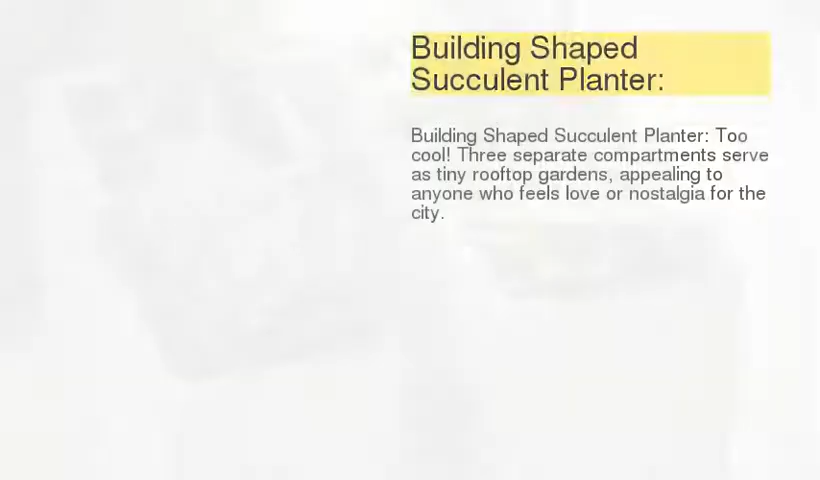 Building Shaped
Succulent Planter:
Building Shaped Succulent Planter: Too
cool! Three separate compartments serve
as tiny rooftop gardens, appealing to
anyone who feels love or nostalgia for the
city.